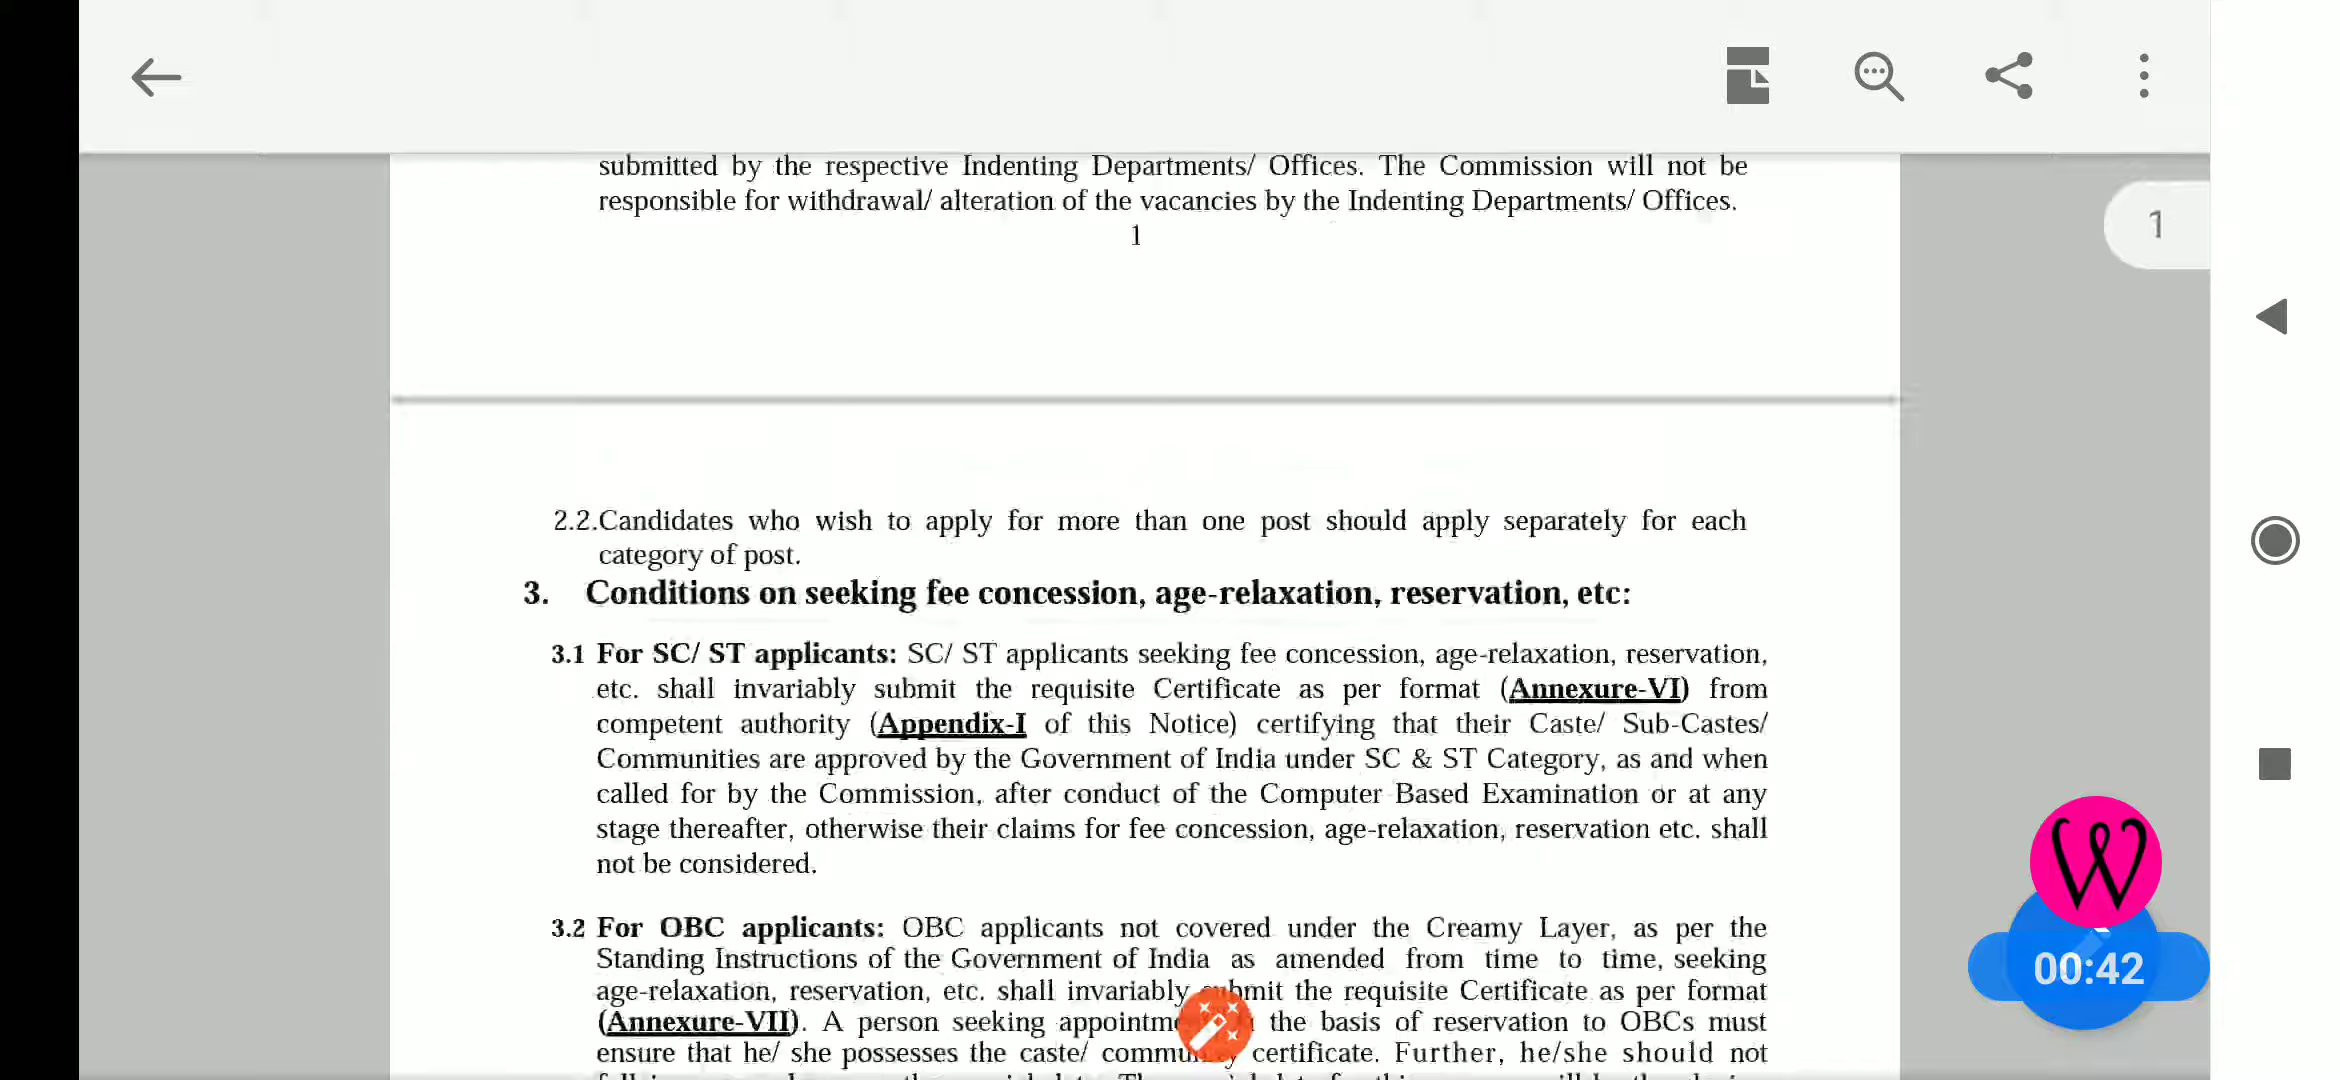 submitted by the respective Indenting Departments/ Offices. The Commission will not be
responsible for withdrawal/ alteration of the vacancies by the Indenting Departments/ Offices.
1
1
2.2.Candidates who wish to apply for more than one post should apply separately for each
category of post.
3. Conditions on seeking fee concession, age-relaxation, reservation, etc:
3.1 For SC/ ST applicants: SC/ ST applicants seeking fee concession, age-relaxation, reservation,
etc. shall invariably submit the requisite Certificate as per format (Annexure-VI) from
competent authority (Appendix-I of this Notice) certifying that their Caste/ Sub-Castes/
Communities are approved by the Government of India under SC & ST Category, as and when
called for by the Commission, after conduct of the Computer Based Examination or at any
stage thereafter, otherwise their claims for fee concession, age-relaxation, reservation etc. shall
not be considered.
W
3.2 For OBC applicants: OBC applicants not covered under the Creamy Layer, as per the
Standing Instructions of the Government of India as amended from time to time, seeking
00:42
age-relaxation, reservation, etc. shall invariably submit the requisite Certificate as per format
(Annexure-VII). A person seeking the basis of reservation to OBCs must
ensure that he/ she possesses the caste/ certificate. Further, he/she should not